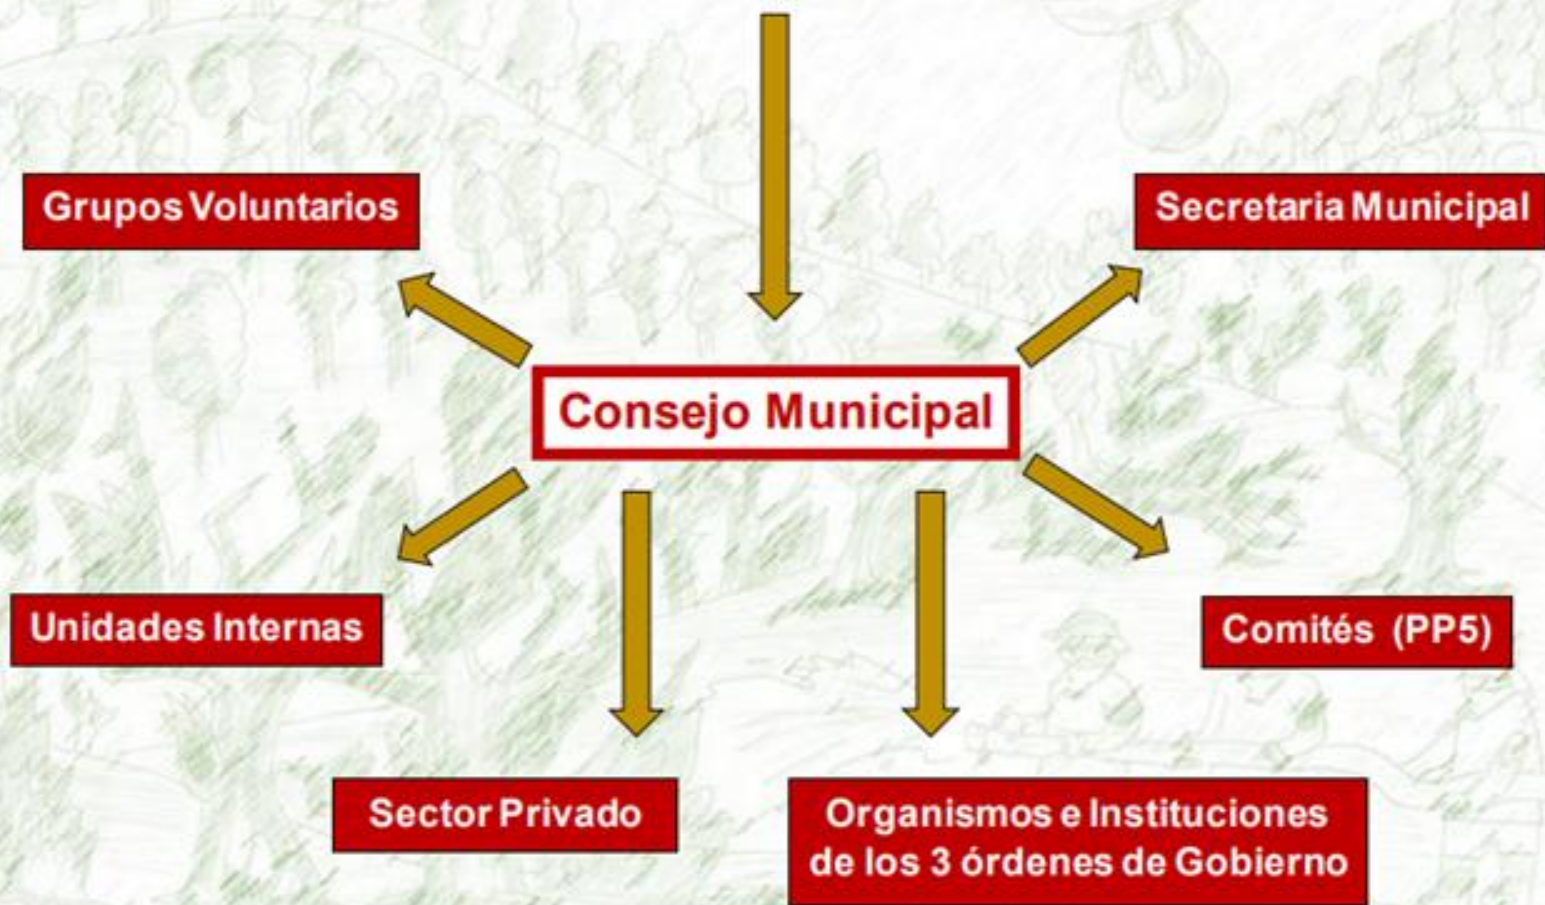 Grupos Voluntarios
Secretaria Municipal
Consejo Municipal
Unidades Internas
Comités (PP5)
Sector Privado
Organismos e Instituciones
de los 3 órdenes de Gobierno